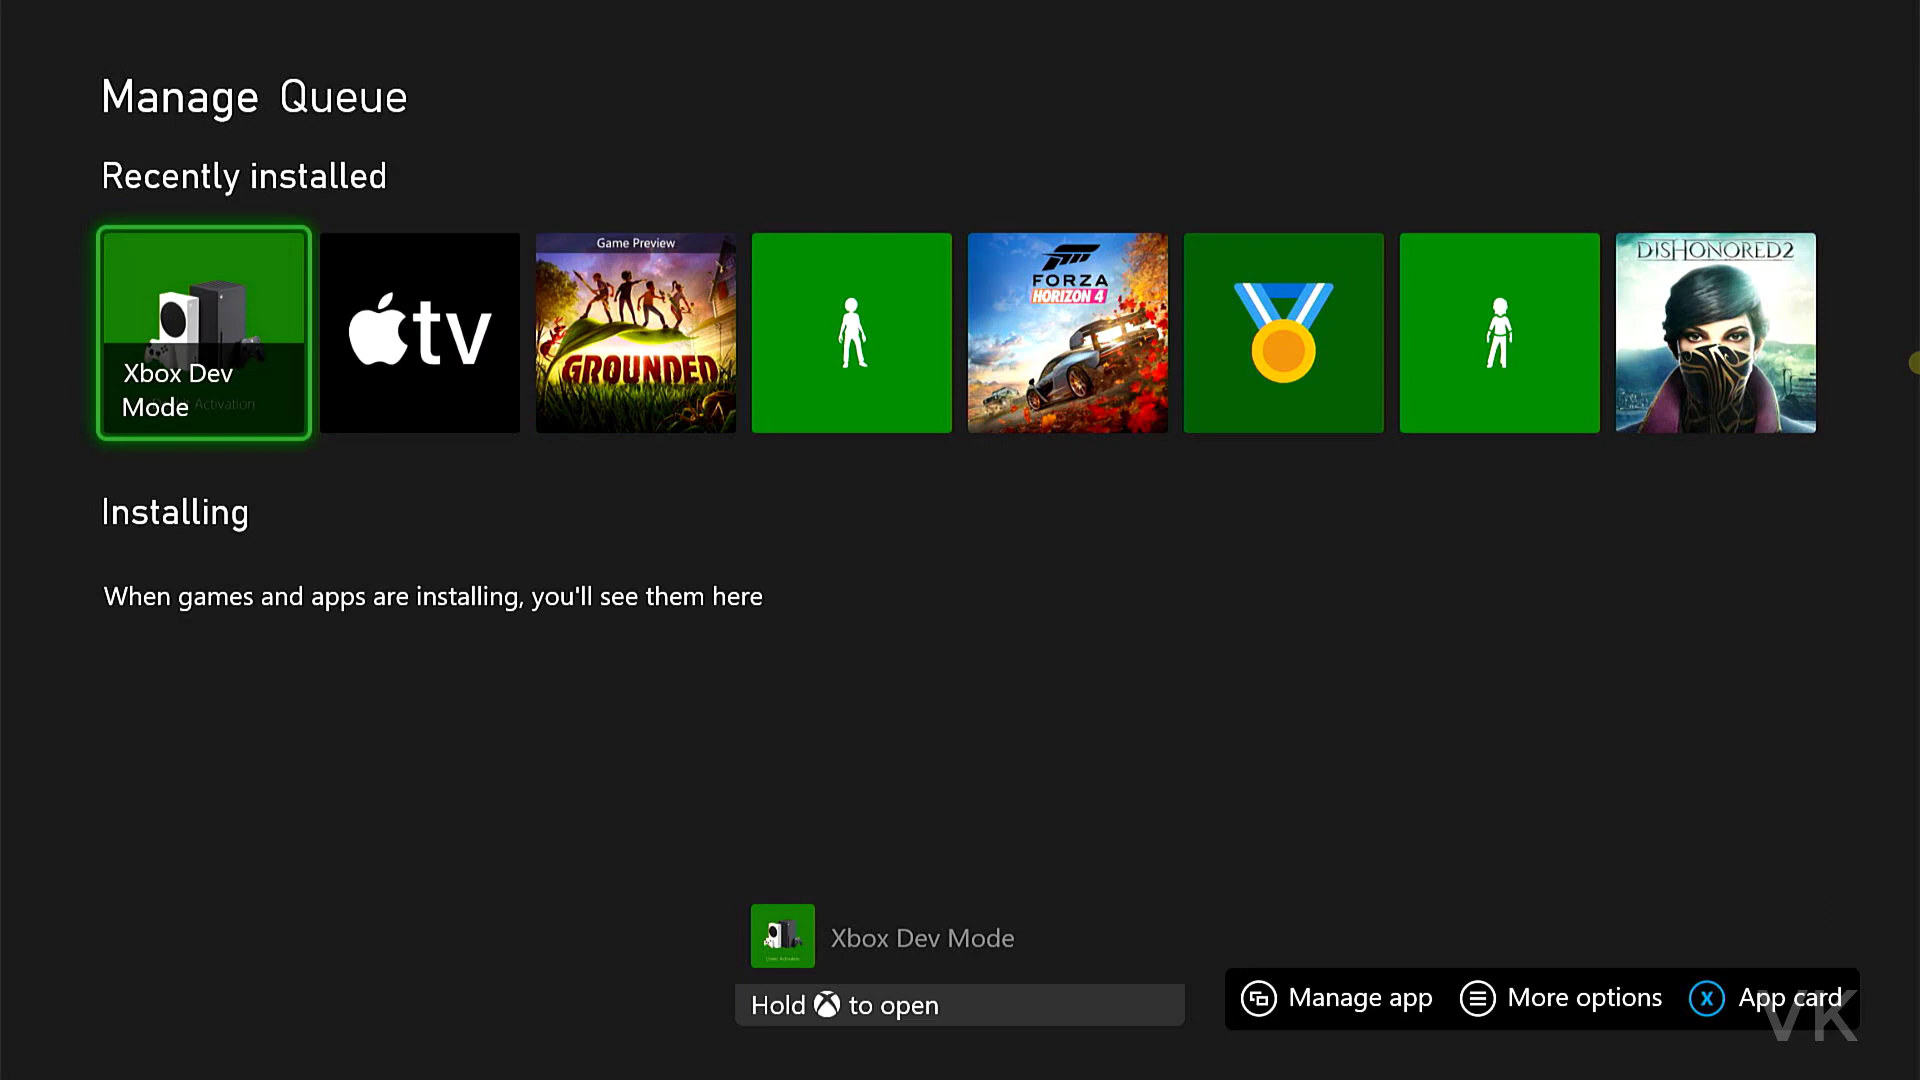 Manage Queue
Recently installed
Xbox Dev
Mode
Activation
tv
Game Preview
GROUNDED
FORZA
HORIZON 4
DISHONORED2
Installing
When games and apps are installing, you'll see them here
Xbox Dev Mode
Hold to open
Manage app
More options
X App card
VK